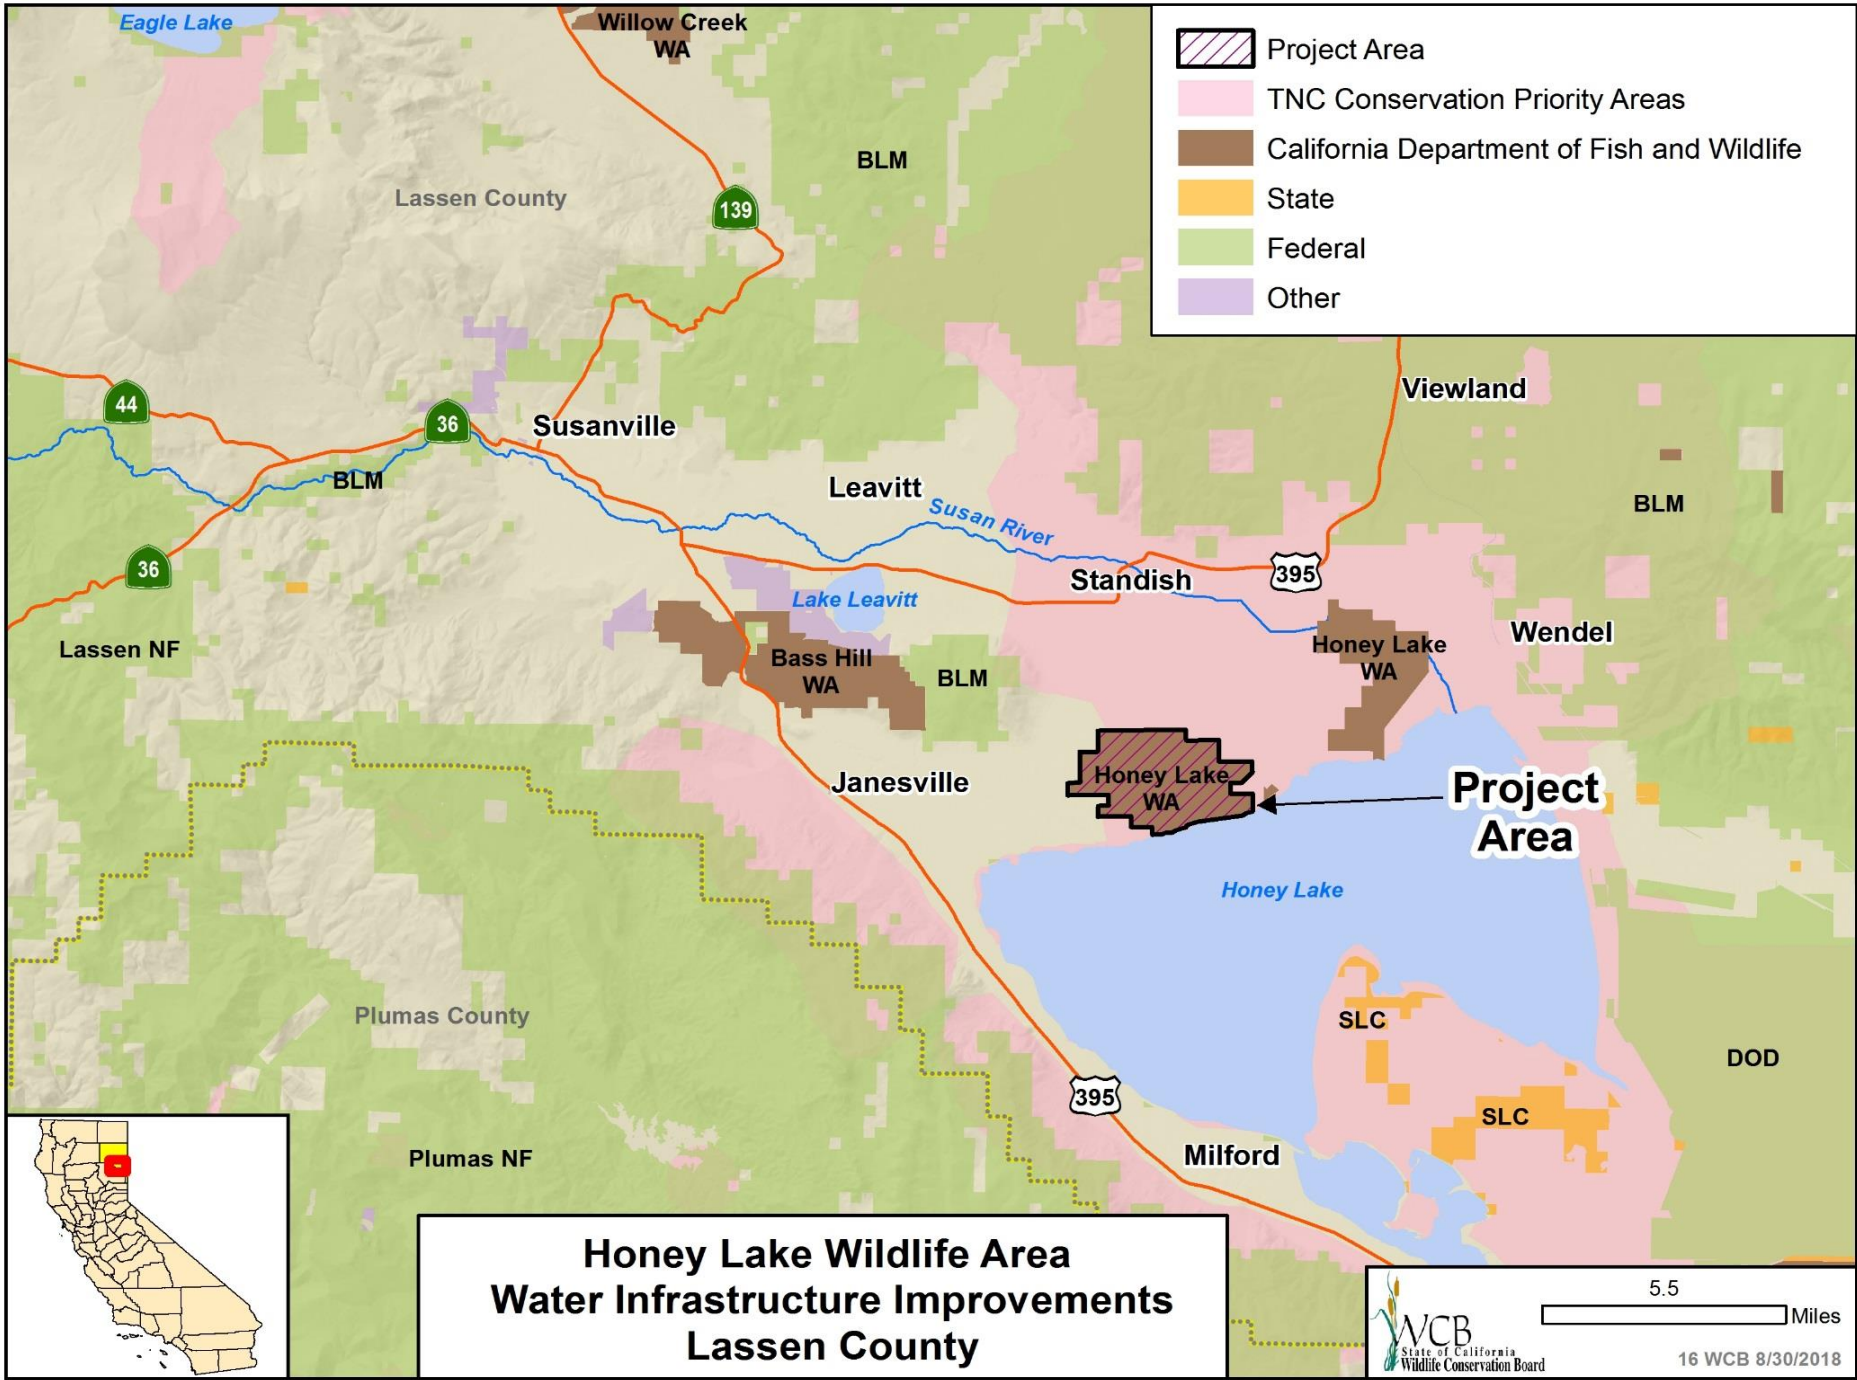 Eagle Lake
Willow Creek
WA
Project Area
TNC Conservation Priority Areas
California Department of Fish and Wildlife
State
Federal
Other
BLM
Lassen County
139
Viewland
44
36
Susanville
BLM
Leavitt
Susan River
BLM
36
395
Standish
Lake Leavitt
Lassen NF
Bass Hill
WA
BLM
Honey Lake
WA
Wendel
Janesville
Honey Lake
WA
Project
Area
Honey Lake
Plumas County
SLC
DOD
395
SLC
Plumas NF
Milford
Honey Lake Wildlife Area
Water Infrastructure Improvements
Lassen County
WCB
State of California
Wildlife Conservation Board
5.5
Miles
16 WCB 8/30/2018